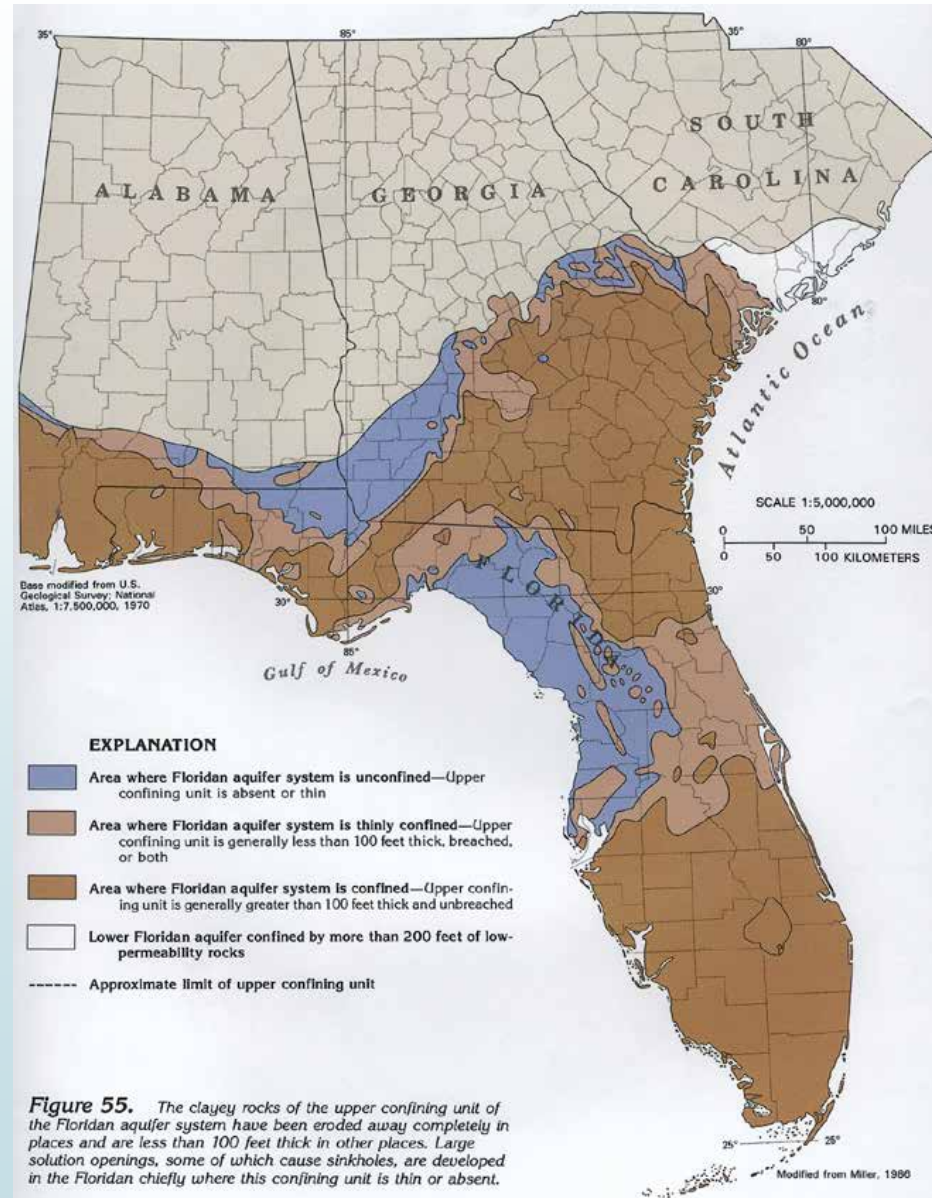 35°
85°
35°
80°
SOUTH
CAROLINA
ALABAMA
GEORGIA
80°
Atlantic Ocean
SCALE 1:5,000,000
0 50 100 MILES
0 50 100 KILOMETERS
FLORIDA
Base modified from U.S.
Geological Survey; National
Atlas, 1:7,500,000, 1970
30°
30°
85°
Gulf of Mexico
EXPLANATION
Area where Floridan aquifer system is unconfined—Upper
confining unit is absent or thin
Area where Floridan aquifer system is thinly confined—Upper
confining unit is generally less than 100 feet thick, breached,
or both
Area where Floridan aquifer system is confined—Upper confin-
ing unit is generally greater than 100 feet thick and unbreached
Lower Floridan aquifer confined by more than 200 feet of low-
permeability rocks
Approximate limit of upper confining unit
Figure 55. The clayey rocks of the upper confining unit of
the Floridan aquifer system have been eroded away completely in
places and are less than 100 feet thick in other places. Large
solution openings, some of which cause sinkholes, are developed
in the Floridan chiefly where this confining unit is thin or absent.
25°
25°
Modified from Miller, 1986